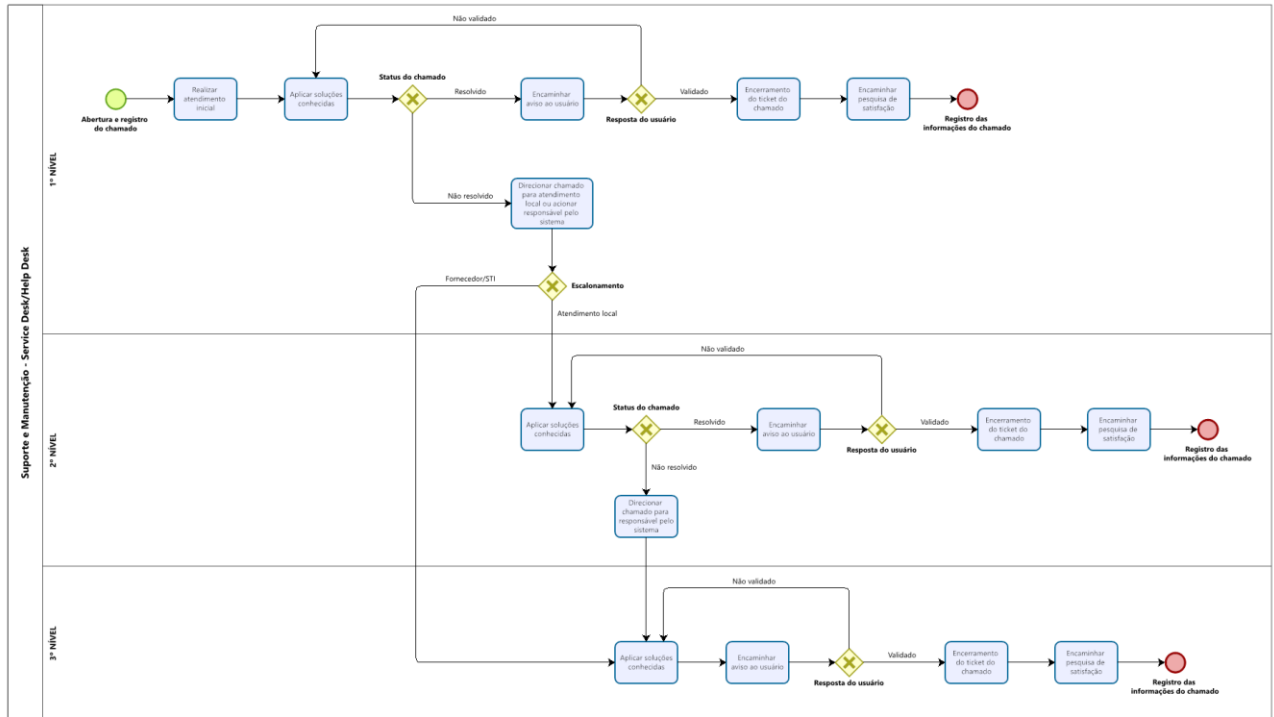 Suporte e Manutenção - Service Desk/Help Desk
1º NÍVEL
Não validado
Abertura e registro
do chamado
Realizar
atendimento
inicial
Aplicar soluções
conhecidas
Status do chamado
Resolvido
Encaminhar
aviso ao usuário
Resposta do usuário
Validado
Encerramento
do ticket do
chamado
Encaminhar
pesquisa de
satisfação
Registro das
informações do chamado
Não resolvido
Direcionar chamado
para atendimento
local ou acionar
responsável pelo
sistema
Fornecedor/STI
Escalonamento
Atendimento local
2º NÍVEL
Não validado
Aplicar soluções
conhecidas
Status do chamado
Resolvido
Encaminhar
aviso ao usuário
Resposta do usuário
Validado
Encerramento
do ticket do
chamado
Encaminhar
pesquisa de
satisfação
Registro das
informações do chamado
Não resolvido
Direcionar
chamado para
responsável pelo
sistema
3º NÍVEL
Não validado
Aplicar soluções
conhecidas
Encaminhar
aviso ao usuário
Resposta do usuário
Validado
Encerramento
do ticket do
chamado
Encaminhar
pesquisa de
satisfação
Registro das
informações do chamado